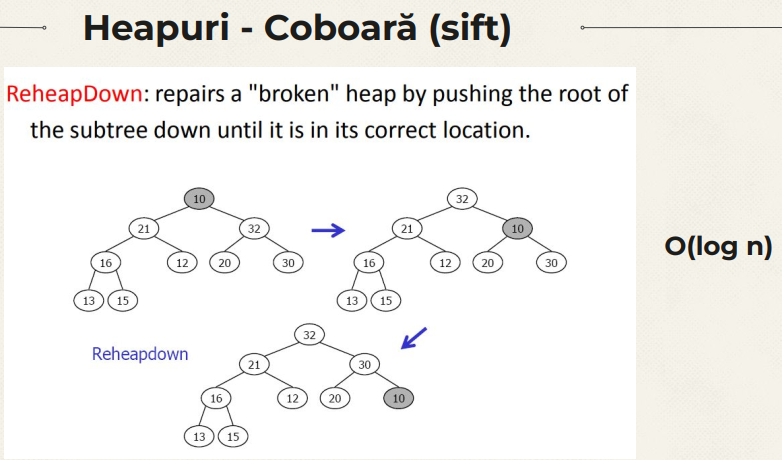 Heapuri - Coboară (sift)
ReheapDown: repairs a "broken" heap by pushing the root of
the subtree down until it is in its correct location.
10
21 32
16 12 20 30
13 15
32
21 10
16 12 20 30
13 15
O(log n)
Reheapdown
32
21 30
16 12 20 10
13 15